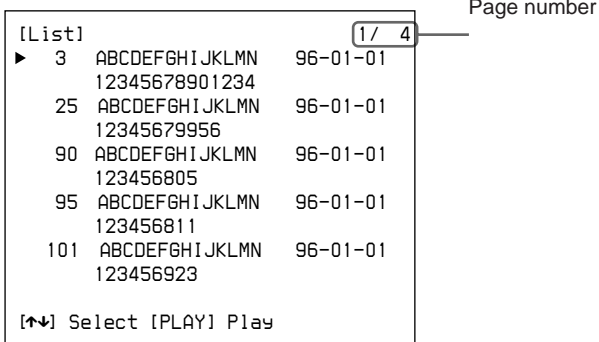 Page number
[List] 1/ 4
▶ 3 ABCDEFGHIJKLMN 96-01-01
12345678901234
25 ABCDEFGHIJKLMN 96-01-01
12345679956
90 ABCDEFGHIJKLMN 96-01-01
123456805
95 ABCDEFGHIJKLMN 96-01-01
123456811
101 ABCDEFGHIJKLMN 96-01-01
123456923
[↑↓] Select [PLAY] Play